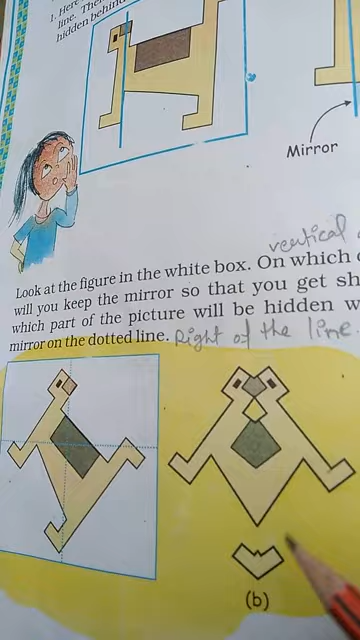 1. Here
line. The
hidden behin
Mirror
vertical
Look at the figure in the white box. On which
will you keep the mirror so that you get sh
which part of the picture will be hidden w
mirror on the dotted line. Right of the line.
(b)